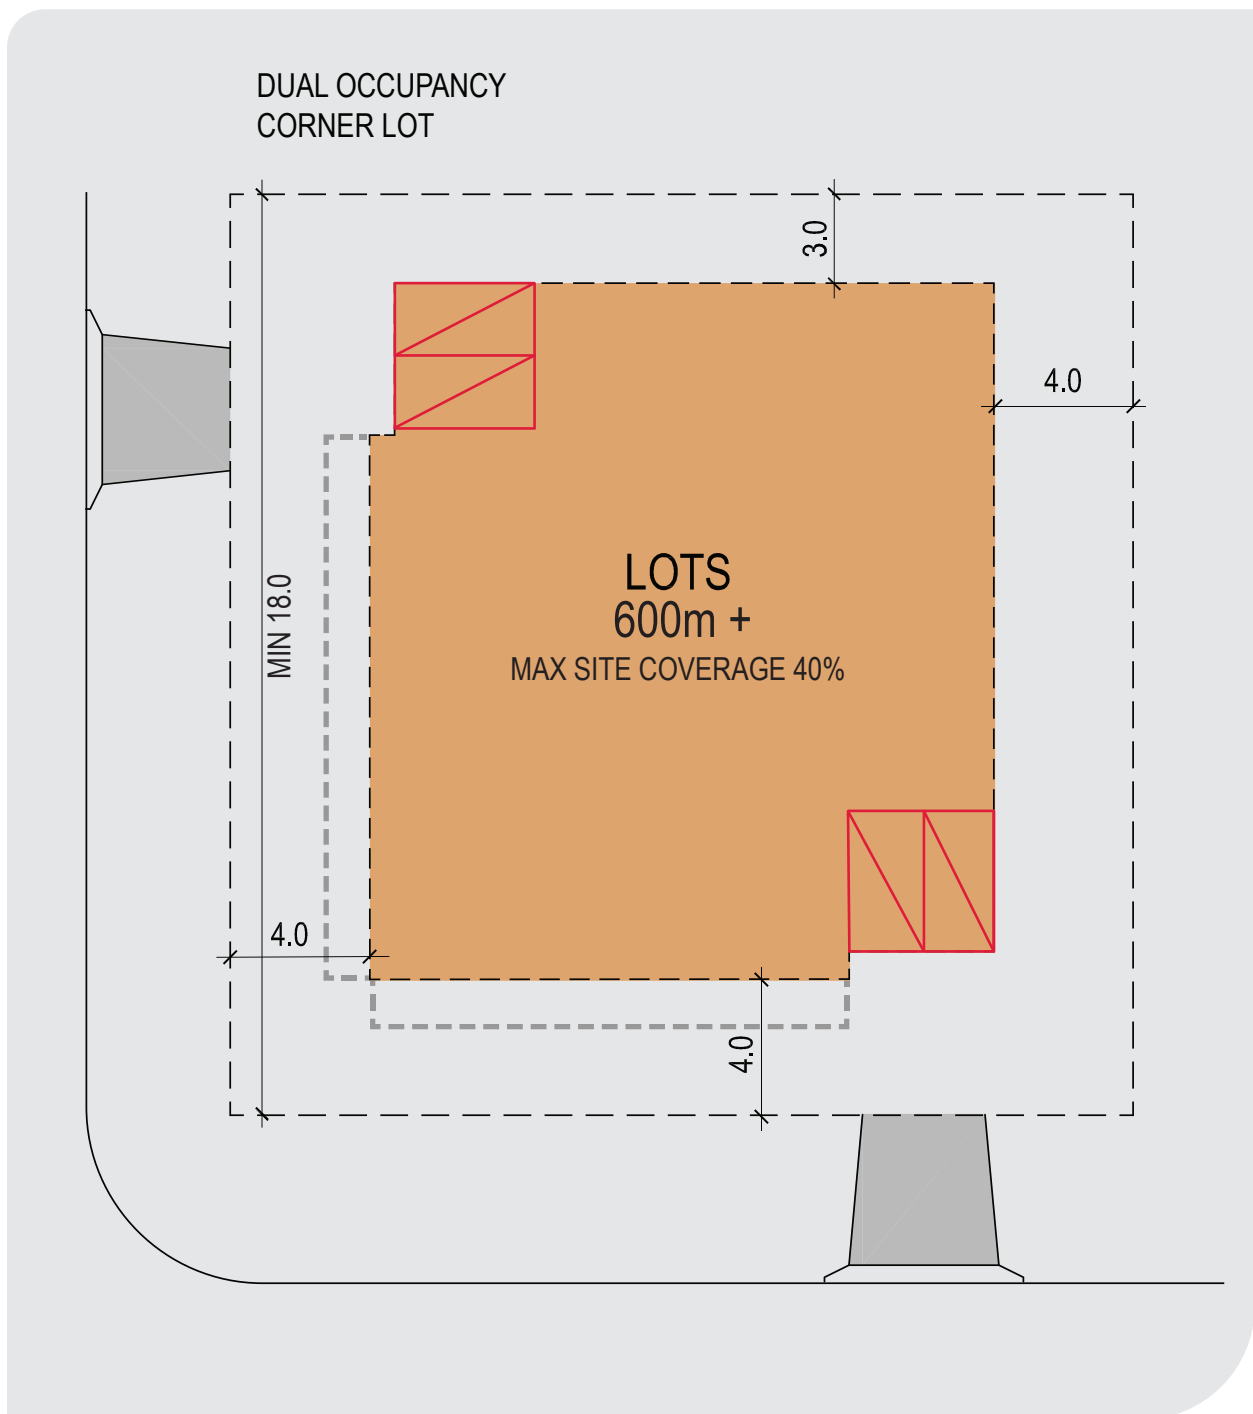 DUAL OCCUPANCY
CORNER LOT
3.0
4.0
LOTS
600m +
MAX SITE COVERAGE 40%
MIN 18.0
4.0
4.0